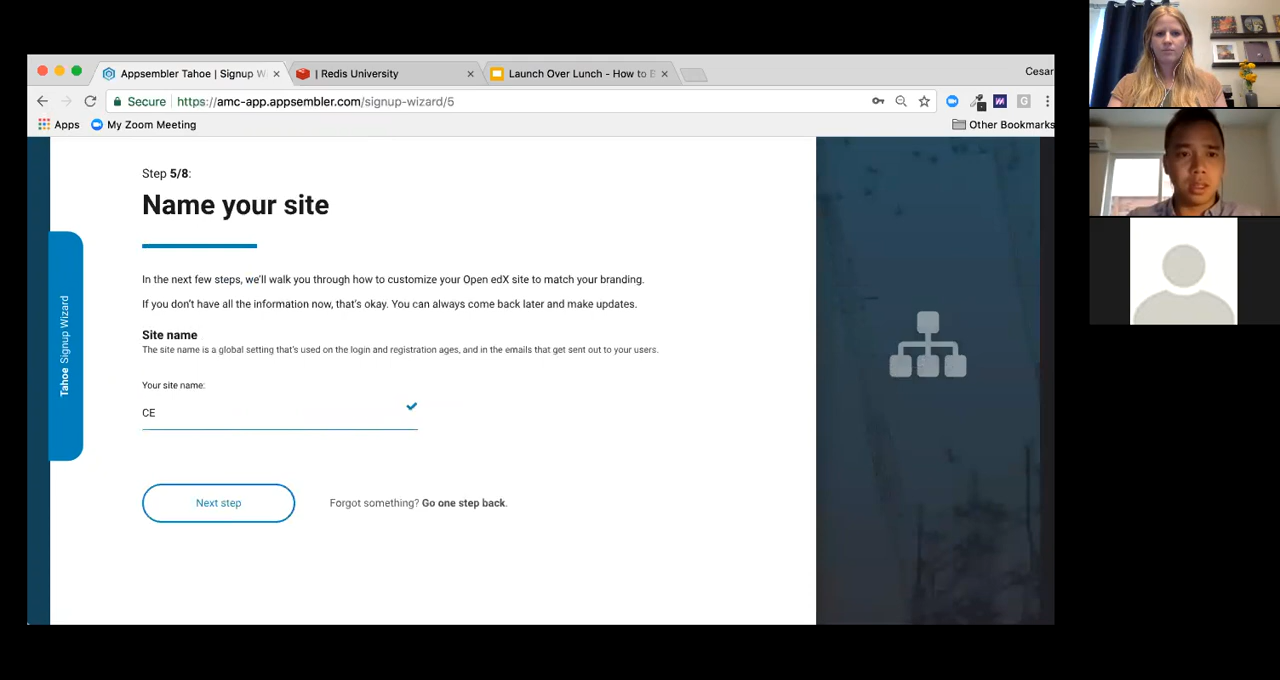 Appsembler Tahoe | Signup W
| Redis University
Launch Over Lunch - How to B
Cesar
Secure
https://amc-app.appsembler.com/signup-wizard/5
Apps
My Zoom Meeting
Other Bookmarks
Step 5/8:
Name your site
In the next few steps, we'll walk you through how to customize your Open edX site to match your branding.
If you don't have all the information now, that's okay. You can always come back later and make updates.
Site name
The site name is a global setting that's used on the login and registration ages, and in the emails that get sent out to your users.
Your site name:
CE
Next step
Forgot something? Go one step back.
Tahoe Signup Wizard